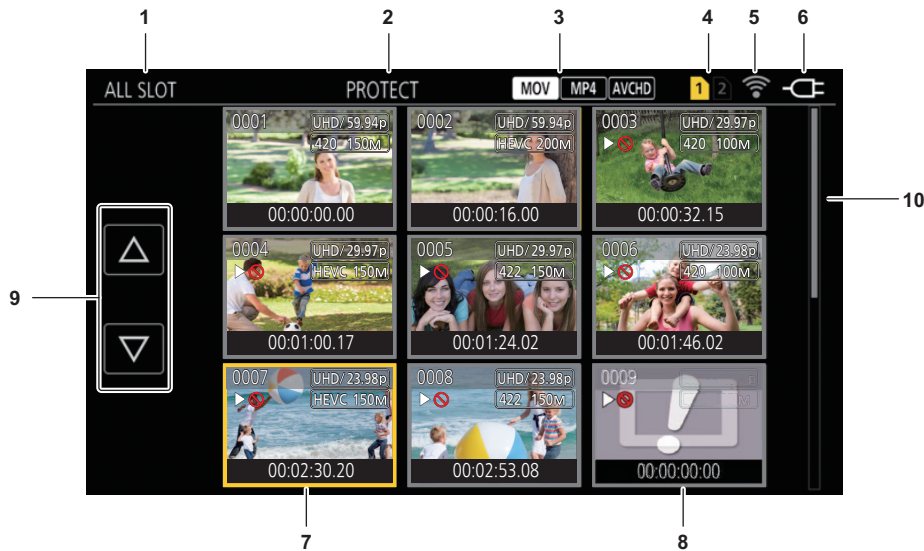 1 2 3 4 5 6
ALL SLOT PROTECT MOV MP4 AVCHD 1 2
0001 UHD/59.94p 0002 UHD/59.94p 0003 UHD/29.97p
420 150M HEVC 200M 420 100M
00:00:00.00 00:00:16.00 00:00:32.15
10
0004 UHD/29.97p 0005 UHD/29.97p 0006 UHD/23.98p
HEVC 150M 422 150M 420 100M
9
00:01:00.17 00:01:24.02 00:01:46.02
0007 UHD/23.98p 0008 UHD/23.98p 0009
HEVC 150M 422 150M
00:02:30.20 00:02:53.08 00:00:00:00
7 8